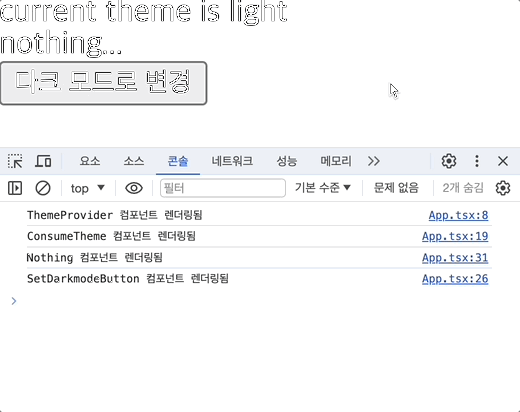 current theme is light
nothing...
다크 모드로 변경
요소 소스 콘솔 네트워크 성능 메모리
top 필터 기본 수준 문제 없음 2개 숨김
ThemeProvider 컴포넌트 렌더링됨 App.tsx:8
ConsumeTheme 컴포넌트 렌더링됨 App.tsx:19
Nothing 컴포넌트 렌더링됨 App.tsx:31
SetDarkmodeButton 컴포넌트 렌더링됨 App.tsx:26